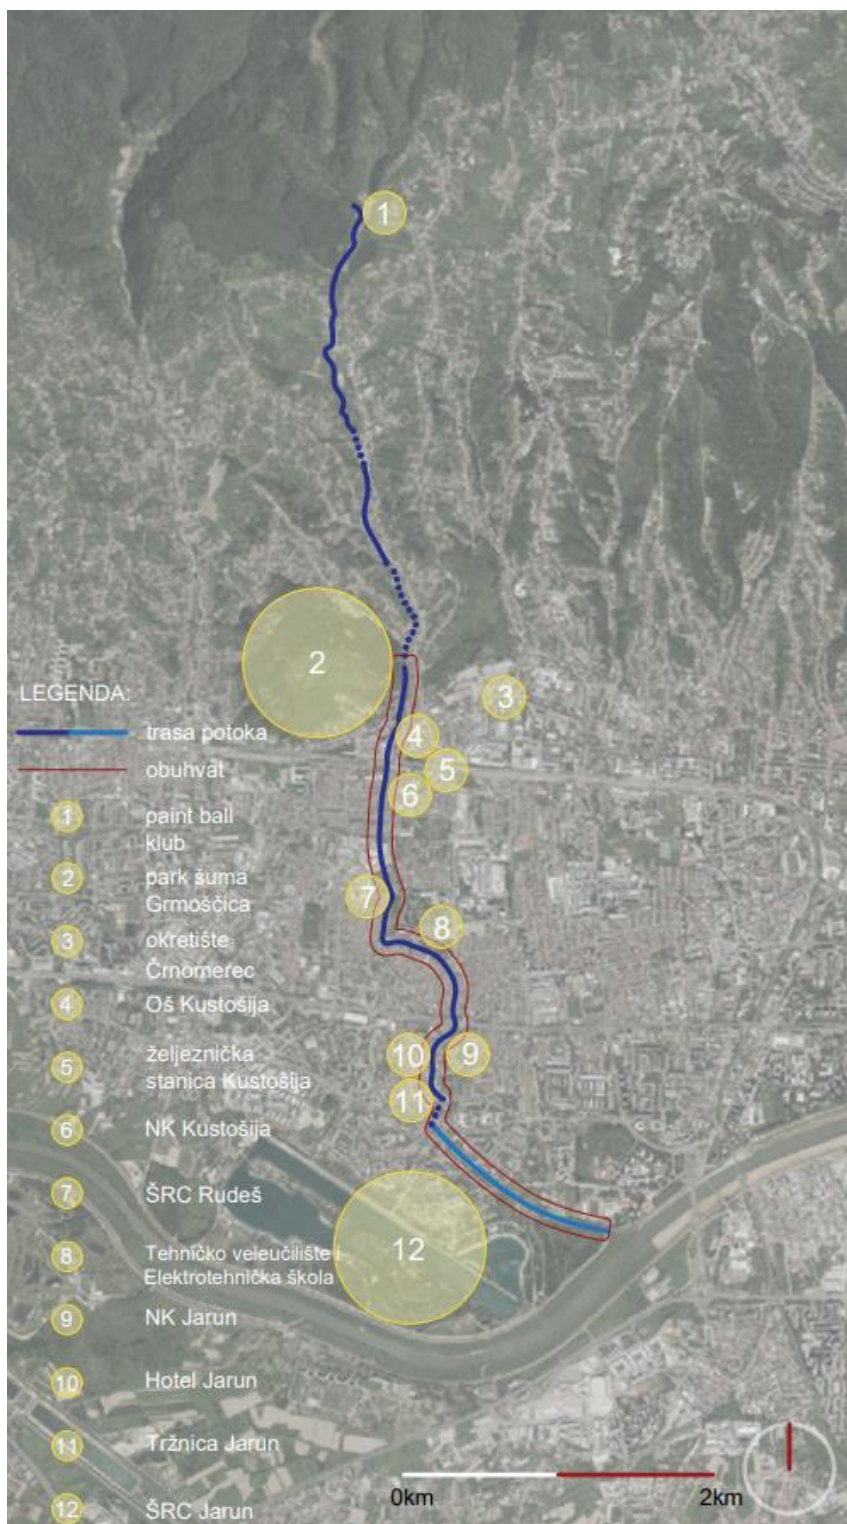 1
2
3
LEGENDA:
trasa potoka
4
obuhvat
5
6
1 paint ball
klub
2 park šuma
Grmoščica
7
3 okretište
Črnomerec
8
4 Oš Kustošija
5 željeznička
stanica Kustošija
10 9
11
6 NK Kustošija
7 ŠRC Rudeš
8 Tehničko veleučilište i
Elektrotehnička škola
12
9 NK Jarun
10 Hotel Jarun
11 Tržnica Jarun
0km 2km
12 ŠRC Jarun